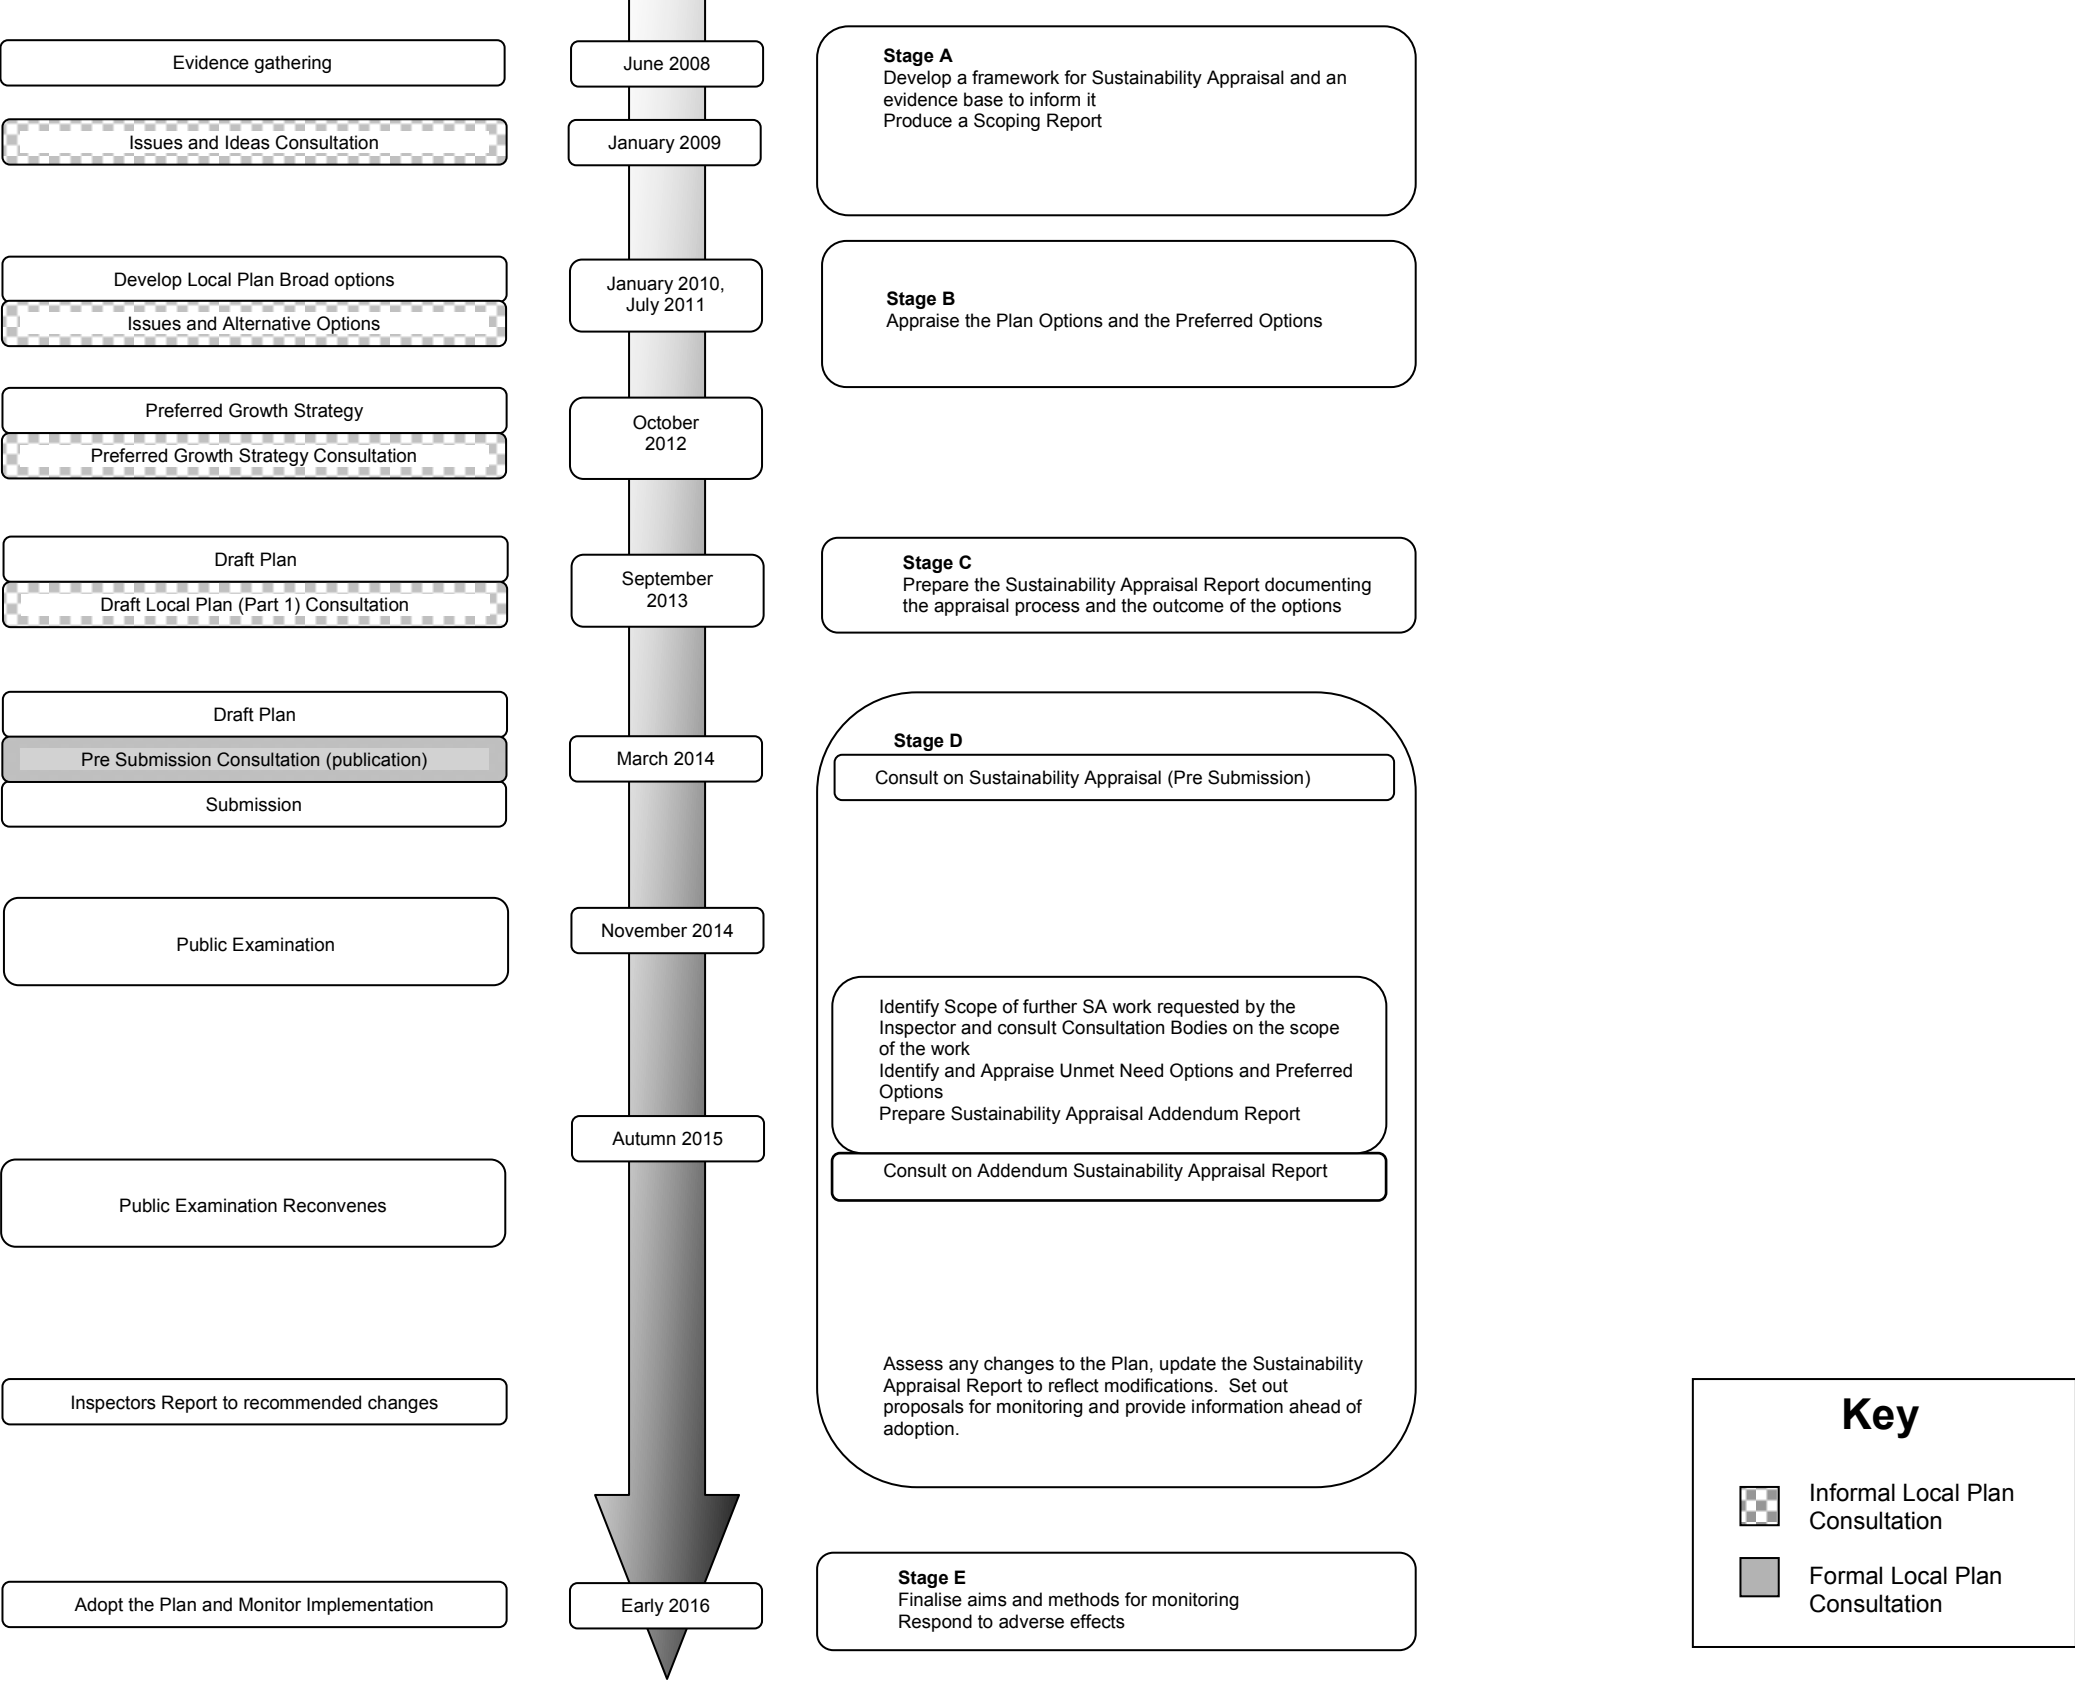 Evidence gathering
June 2008
Stage A
Develop a framework for Sustainability Appraisal and an
evidence base to inform it
Produce a Scoping Report
Issues and Ideas Consultation
January 2009
Develop Local Plan Broad options
Issues and Alternative Options
January 2010,
July 2011
Stage B
Appraise the Plan Options and the Preferred Options
Preferred Growth Strategy
Preferred Growth Strategy Consultation
October
2012
Draft Plan
Draft Local Plan (Part 1) Consultation
September
2013
Stage C
Prepare the Sustainability Appraisal Report documenting
the appraisal process and the outcome of the options
Draft Plan
Pre Submission Consultation (publication)
Submission
March 2014
Stage D
Consult on Sustainability Appraisal (Pre Submission)
Public Examination
November 2014
Identify Scope of further SA work requested by the
Inspector and consult Consultation Bodies on the scope
of the work
Identify and Appraise Unmet Need Options and Preferred
Options
Prepare Sustainability Appraisal Addendum Report
Autumn 2015
Consult on Addendum Sustainability Appraisal Report
Public Examination Reconvenes
Inspectors Report to recommended changes
Assess any changes to the Plan, update the Sustainability
Appraisal Report to reflect modifications.  Set out
proposals for monitoring and provide information ahead of
adoption.
Adopt the Plan and Monitor Implementation
Early 2016
Stage E
Finalise aims and methods for monitoring
Respond to adverse effects
Key
Informal Local Plan
Consultation
Formal Local Plan
Consultation